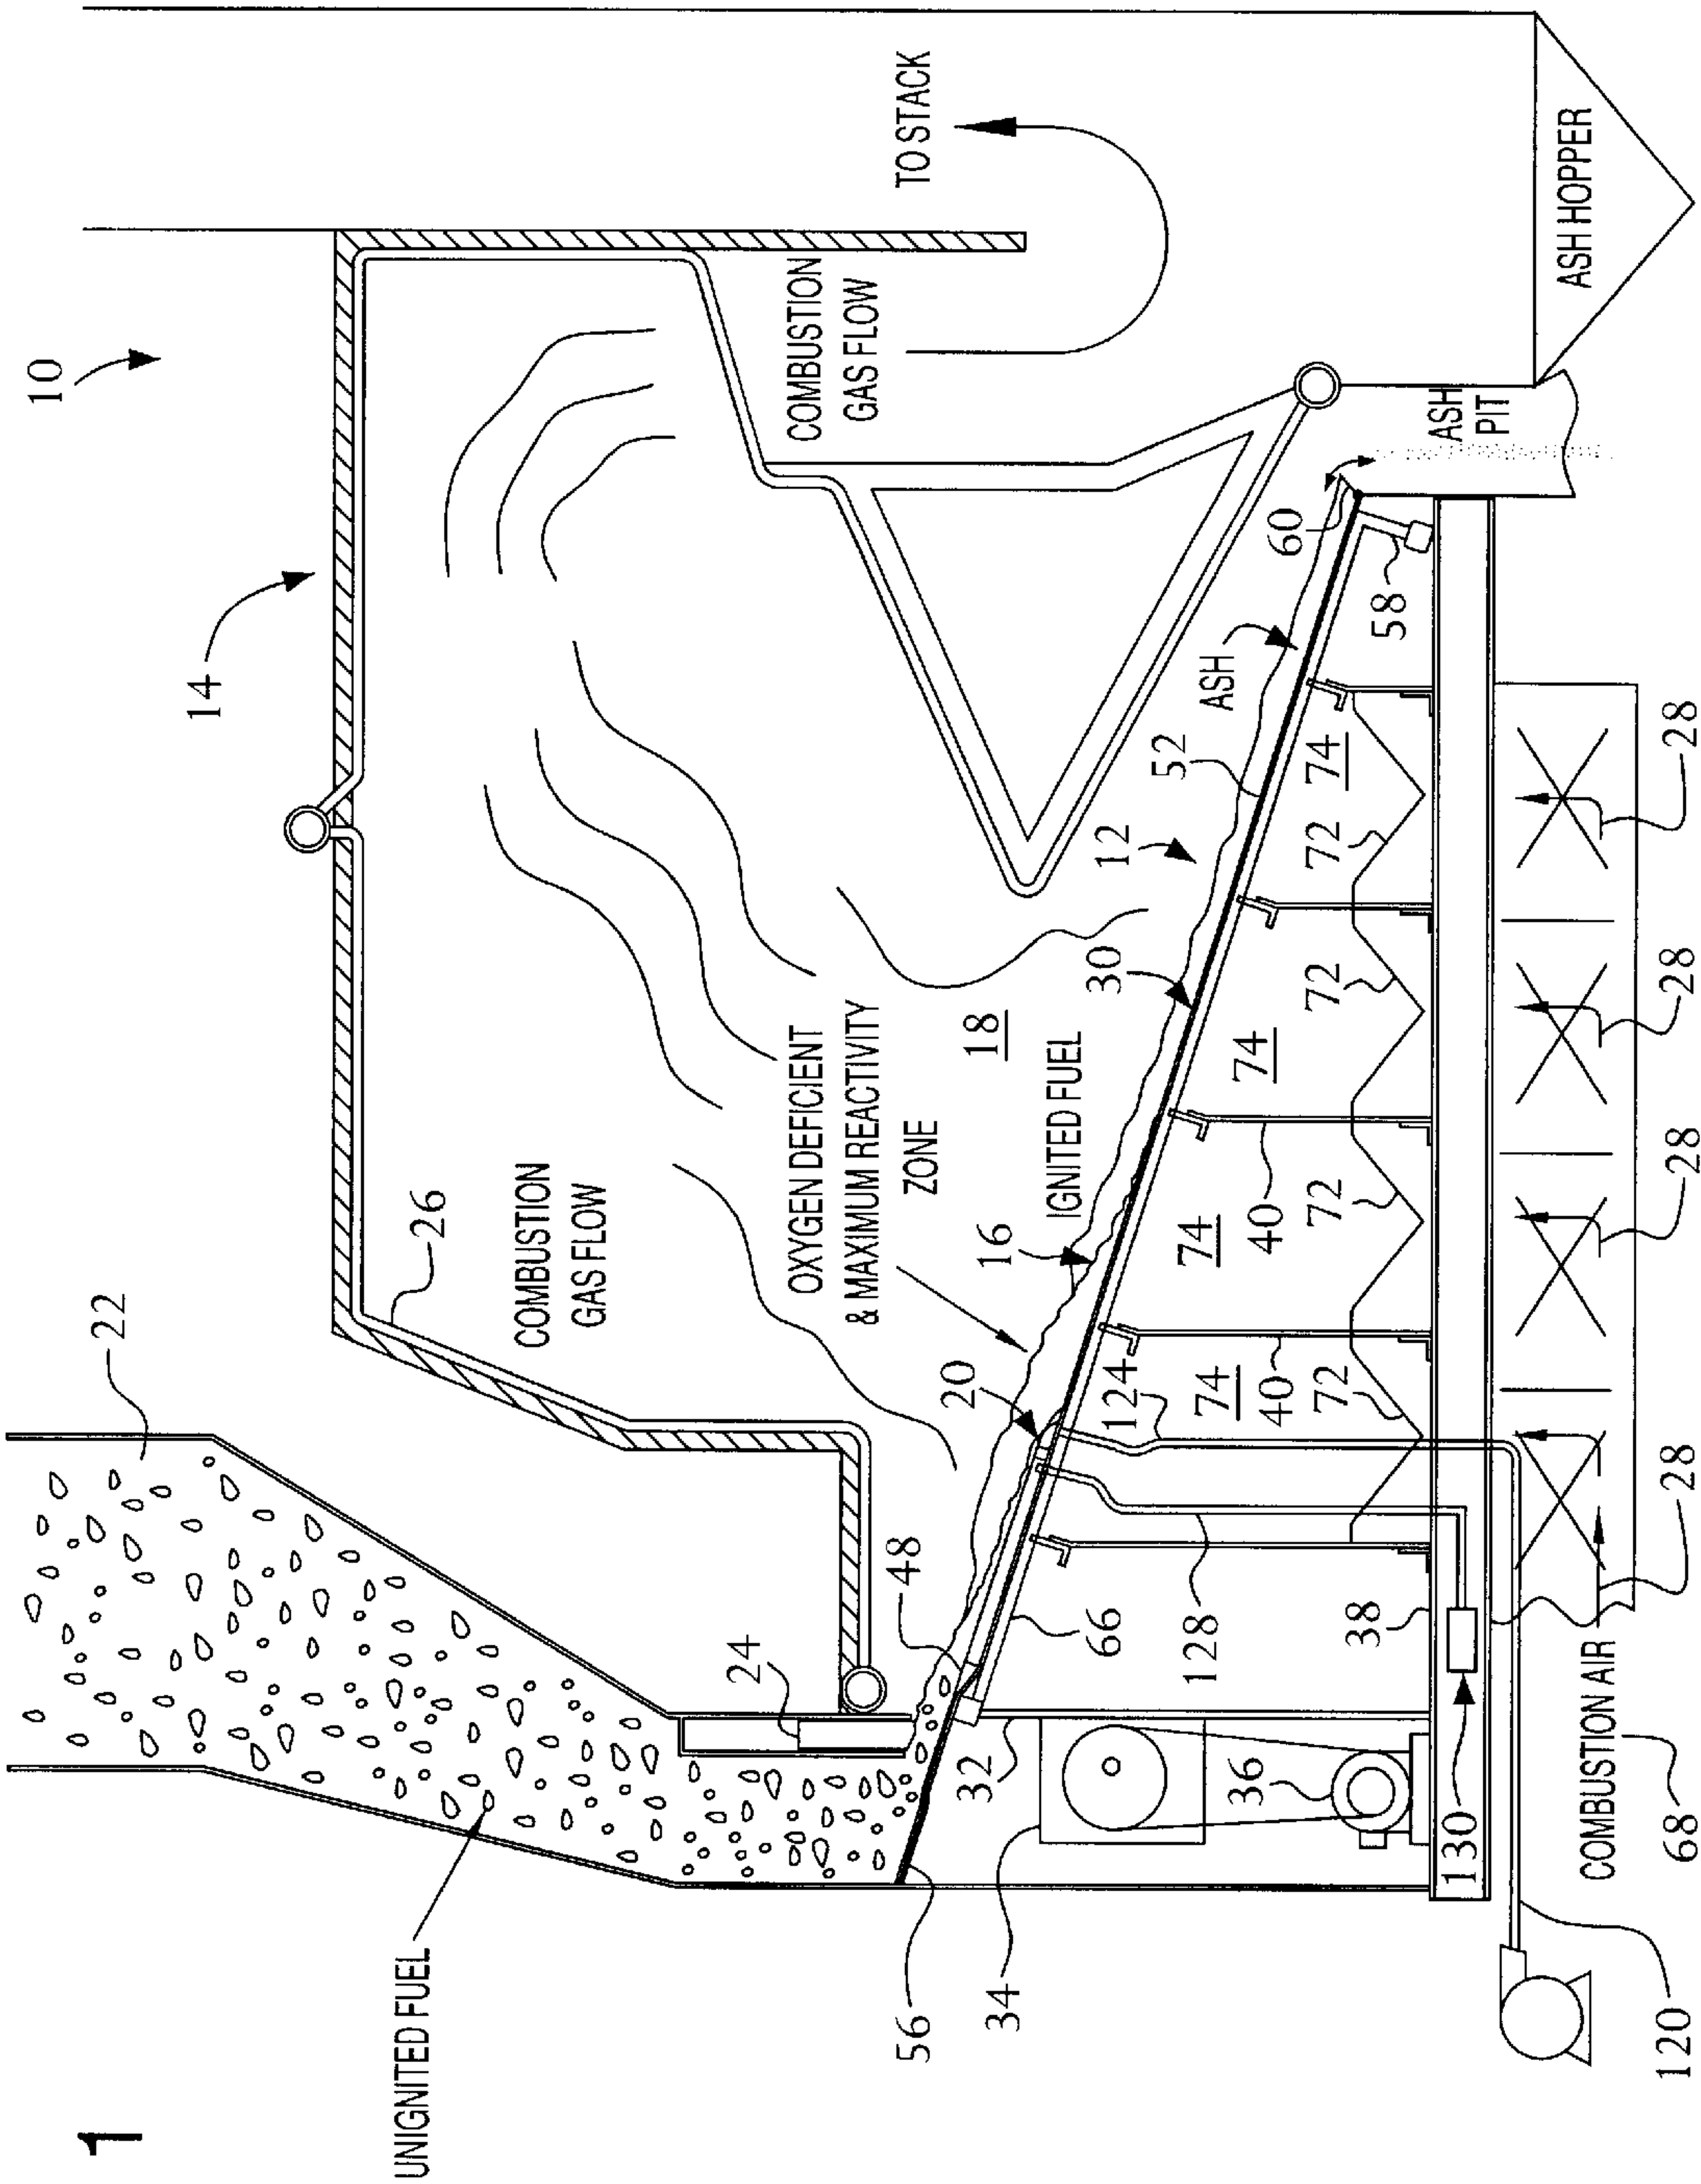 1
10
14
22
UNIGNITED FUEL
26
COMBUSTION
GAS FLOW
TO STACK
COMBUSTION
GAS FLOW
OXYGEN DEFICIENT
& MAXIMUM REACTIVITY
ZONE
18
24
20
16
IGNITED FUEL
30
12
52
ASH
60
ASH
PIT
ASH HOPPER
48
56
34
32
36
66
128
124
74
74
74
74
40
40
72
72
72
72
58
38
130
COMBUSTION AIR
68
120
28
28
28
28
28